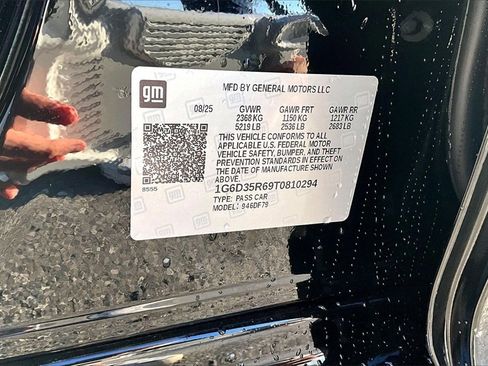 gm
MFD BY GENERAL MOTORS LLC
08/25 GVWR GAWR FRT GAWR RR
2368 KG 1150 KG 1217 KG
5219 LB 2536 LB 2683 LB
THIS VEHICLE CONFORMS TO ALL
APPLICABLE U.S. FEDERAL MOTOR
VEHICLE SAFETY, BUMPER, AND THEFT
PREVENTION STANDARDS IN EFFECT ON
THE DATE OF MANUFACTURE SHOWN
ABOVE.
8555
1G6D35R69T0810294
TYPE: PASS CAR
MODEL: 946DF79